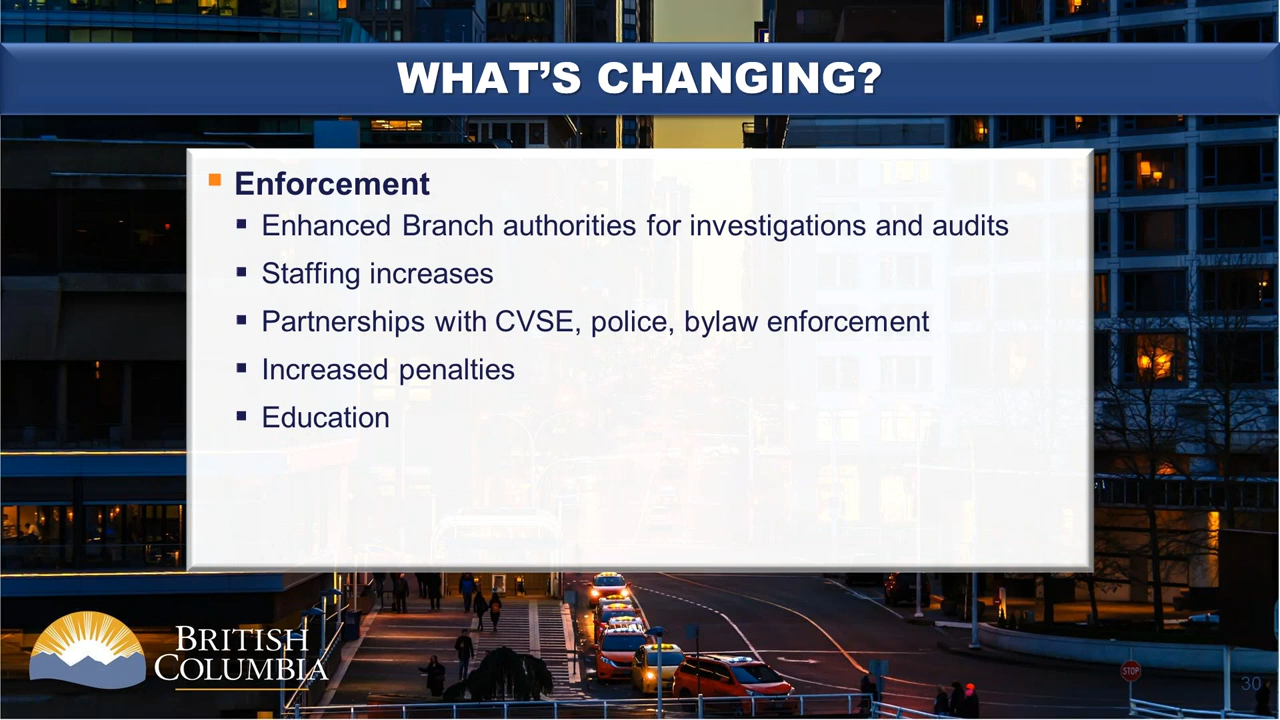 WHAT'S CHANGING?
Enforcement
Enhanced Branch authorities for investigations and audits
Staffing increases
Partnerships with CVSE, police, bylaw enforcement
Increased penalties
Education
BRITISH
COLUMBIA
STOP
30